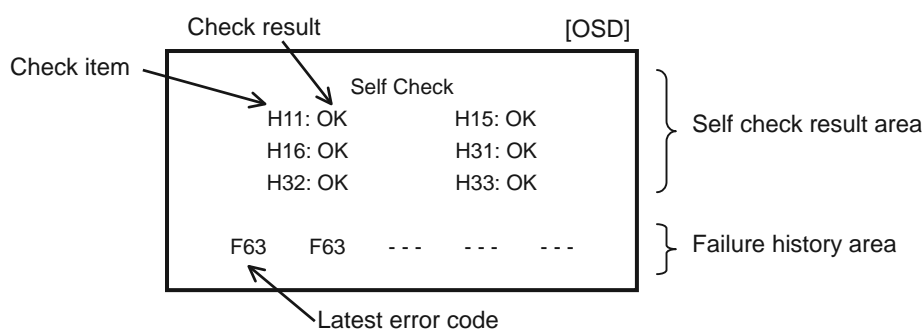 Check result
[OSD]
Check item
Self Check
H11: OK H15: OK
Self check result area
H16: OK H31: OK
H32: OK H33: OK
F63 F63 - - - - - - - - -
Failure history area
Latest error code